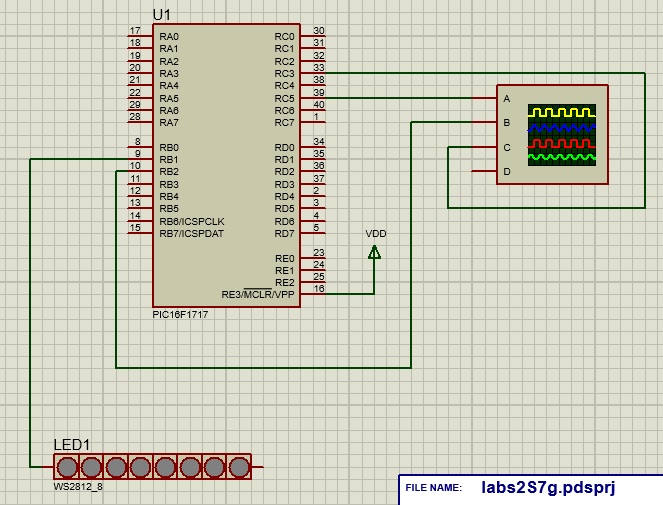 U1
17 RA0 RC0 30
18 RA1 RC1 31
19 RA2 RC2 32
20 RA3 RC3 33
21 RA4 RC4 38
22 RA5 RC5 39
29 RA6 RC6 40
28 RA7 RC7 1
8 RB0 RD0 34
9 RB1 RD1 35
10 RB2 RD2 36
11 RB3 RD3 37
12 RB4 RD4 2
13 RB5 RD5 3
14 RB6/ICSPCLK RD6 4
15 RB7/ICSPDAT RD7 5
RE0 23
RE1 24
RE2 25
RE3/MCLR/VPP 16
PIC16F1717
A
B
C
D
VDD
LED1
WS2812_8
FILE NAME: labs2S7g.pdsprj